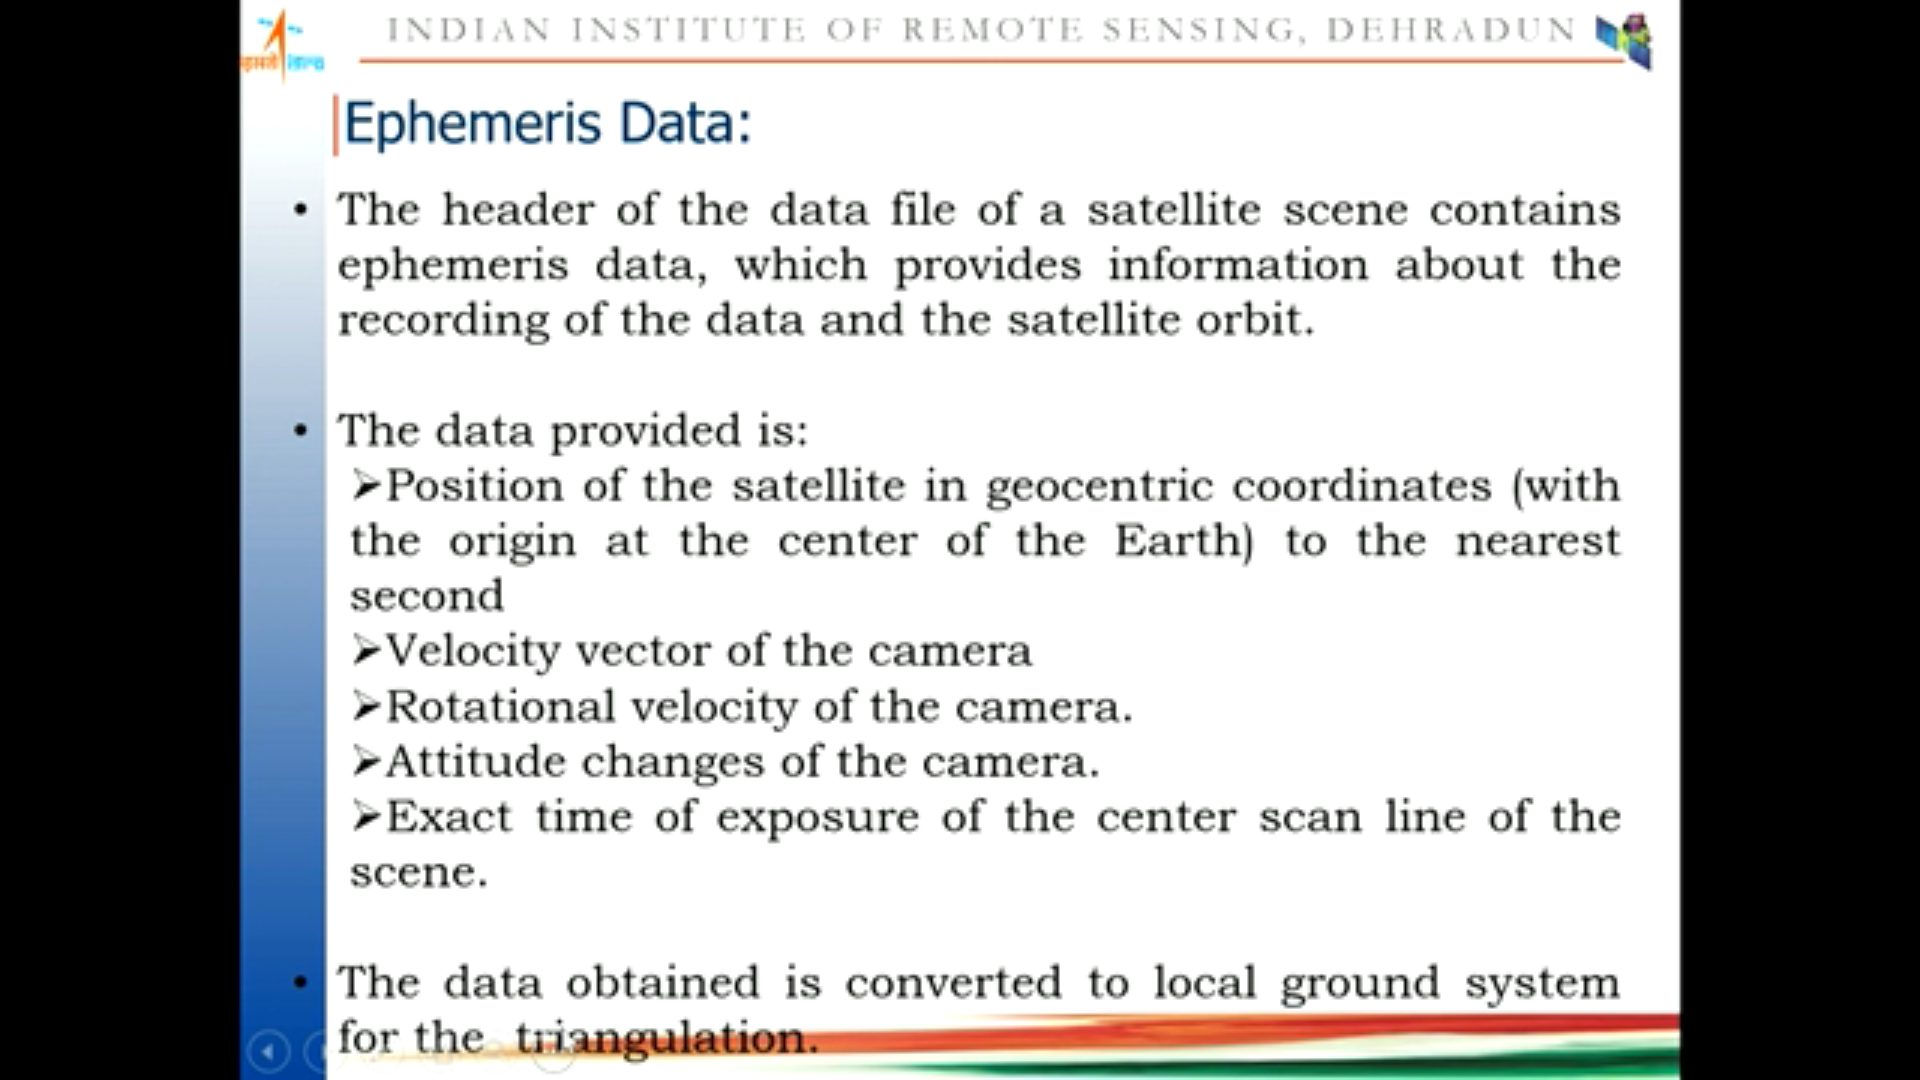 INDIAN INSTITUTE OF REMOTE SENSING, DEHRADUN
Ephemeris Data:
• The header of the data file of a satellite scene contains
ephemeris data, which provides information about the
recording of the data and the satellite orbit.
• The data provided is:
➢Position of the satellite in geocentric coordinates (with
the origin at the center of the Earth) to the nearest
second
➢Velocity vector of the camera
➢Rotational velocity of the camera.
➢Attitude changes of the camera.
➢Exact time of exposure of the center scan line of the
scene.
• The data obtained is converted to local ground system
for the triangulation.